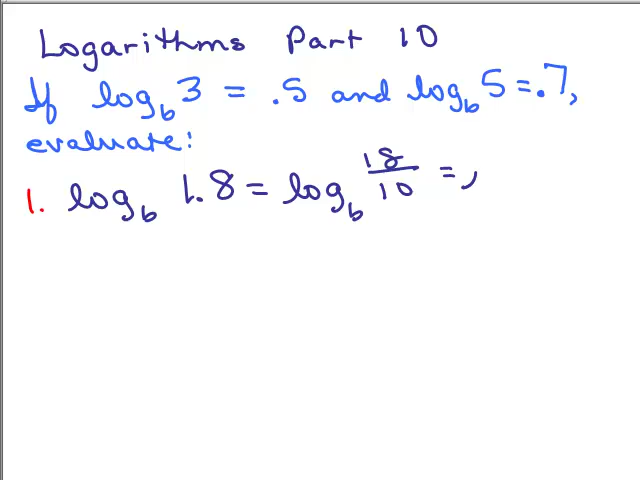 Logarithms Part 10
If log_b 3 = .5 and log_b 5 = .7,
evaluate:
1. log_b 1.8 = log_b 18/10 =